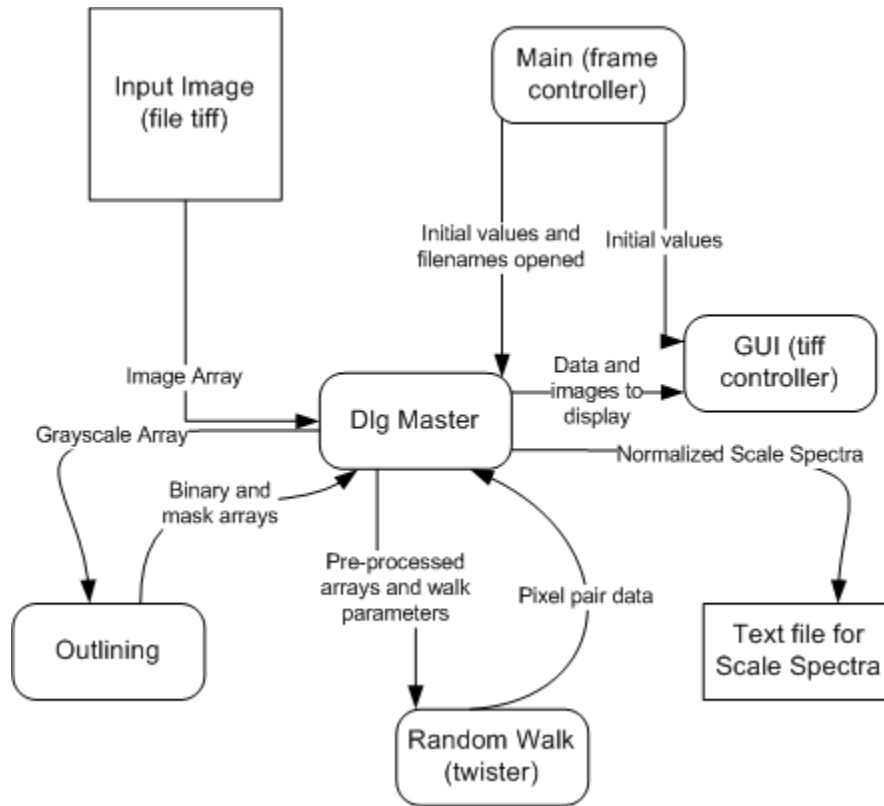 Input Image
(file tiff)
Main (frame
controller)
Initial values and
filenames opened
Initial values
GUI (tiff
controller)
Image Array
Data and
images to
display
Dlg Master
Grayscale Array
Normalized Scale Spectra
Binary and
mask arrays
Pre-processed
arrays and walk
parameters
Pixel pair data
Outlining
Text file for
Scale Spectra
Random Walk
(twister)